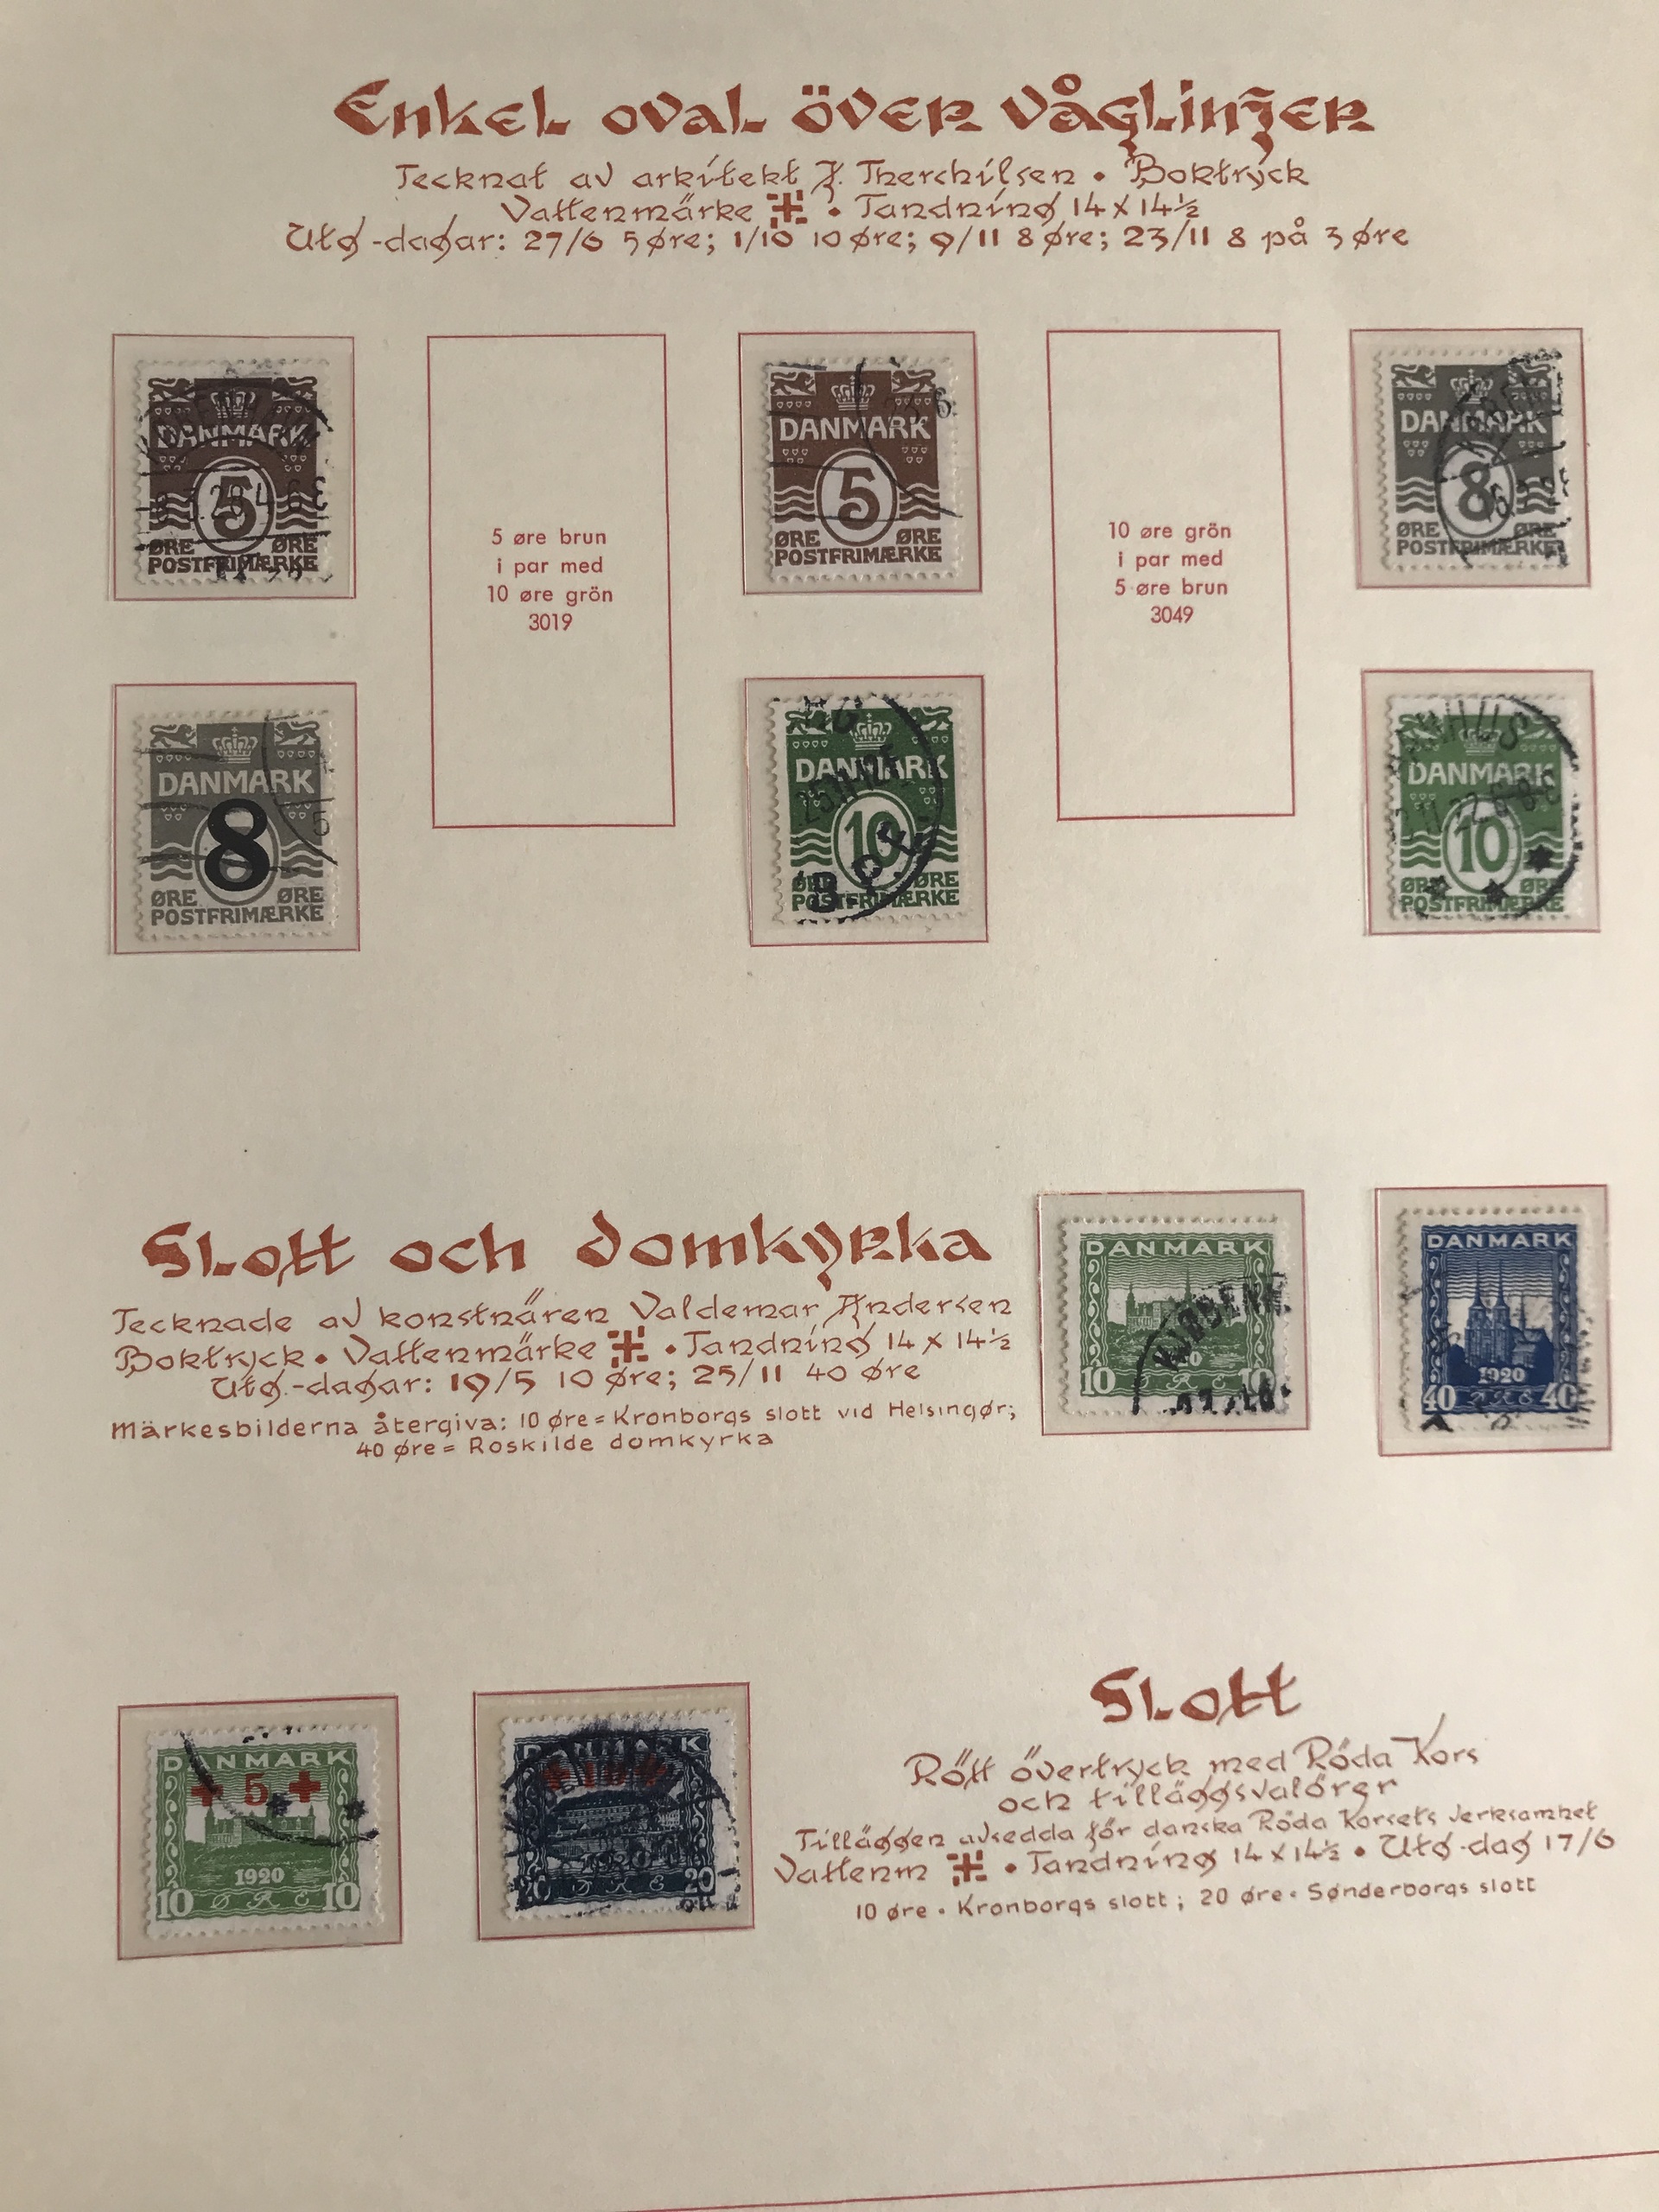 Enkel oval över våglinjer
Tecknat av arkitekt J. Therchilsen • Boktryck
Vattenmärke • Tandning 14 x 14½
Utg-dagar: 27/6 5 øre; 1/10 10 øre; 9/11 8 øre; 23/11 8 på 3 øre
DANMARK
5
ØRE ØRE
POSTFRIMÆRKE
5 øre brun
i par med
10 øre grön
3019
DANMARK
5
ØRE ØRE
POSTFRIMÆRKE
10 øre grön
i par med
5 øre brun
3049
DANMARK
8
ØRE ØRE
POSTFRIMÆRKE
DANMARK
8
ØRE ØRE
POSTFRIMÆRKE
DANMARK
10
ØRE ØRE
POSTFRIMÆRKE
DANMARK
10
ØRE ØRE
POSTFRIMÆRKE
Slott och domkyrka
Tecknade av konstnären Valdemar Andersen
Boktryck • Vattenmärke • Tandning 14 x 14½
Utg.-dagar: 19/5 10 øre; 25/11 40 øre
Märkesbilderna återgiva: 10 øre = Kronborgs slott vid Helsingør;
40 øre = Roskilde domkyrka
DANMARK
10 10
DANMARK
1920
40 ØRE 40
DANMARK
+ 5 +
1920
10 ØRE 10
DANMARK
+ 10 +
1920
20 ØRE 20
Slott
Rött övertryck med Röda Kors
och tilläggsvalörer
Tilläggen avsedda för danska Röda Korsets verksamhet
Vattenm • Tandning 14 x 14½ • Utg-dag 17/6
10 øre = Kronborgs slott; 20 øre = Sønderborgs slott